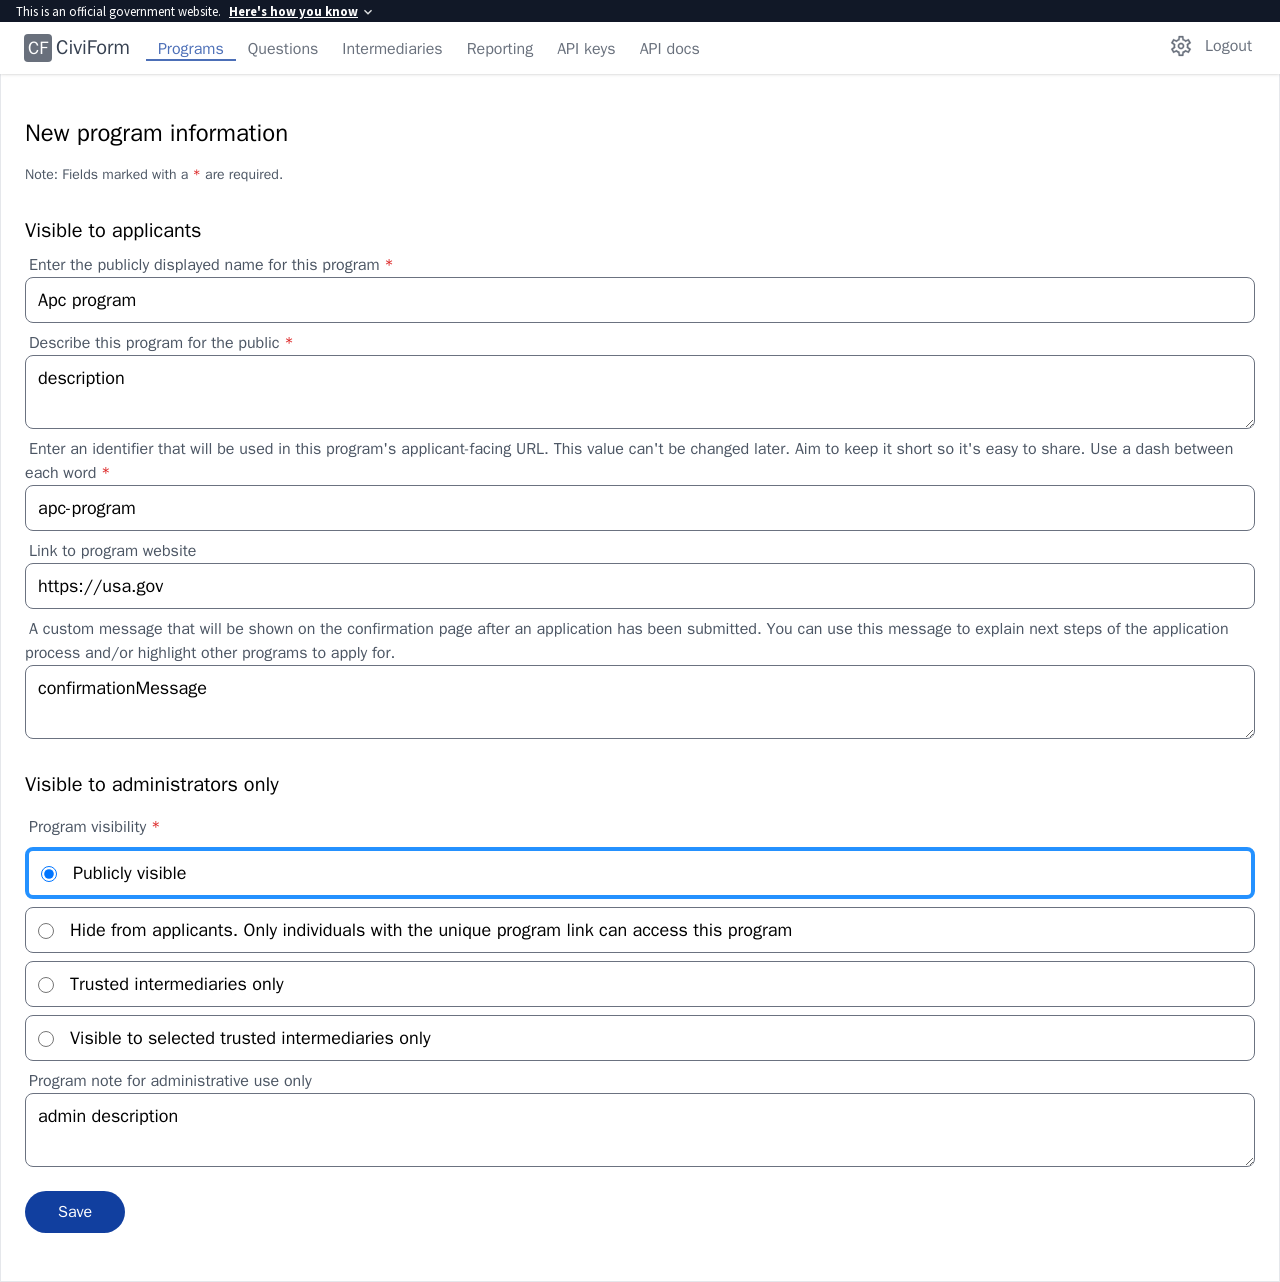 This is an official government website. Here's how you know
CF CiviForm Programs Questions Intermediaries Reporting API keys API docs Logout
New program information
Note: Fields marked with a * are required.
Visible to applicants
Enter the publicly displayed name for this program *
Apc program
Describe this program for the public *
description
Enter an identifier that will be used in this program's applicant-facing URL. This value can't be changed later. Aim to keep it short so it's easy to share. Use a dash between
each word *
apc-program
Link to program website
https://usa.gov
A custom message that will be shown on the confirmation page after an application has been submitted. You can use this message to explain next steps of the application
process and/or highlight other programs to apply for.
confirmationMessage
Visible to administrators only
Program visibility *
Publicly visible
Hide from applicants. Only individuals with the unique program link can access this program
Trusted intermediaries only
Visible to selected trusted intermediaries only
Program note for administrative use only
admin description
Save